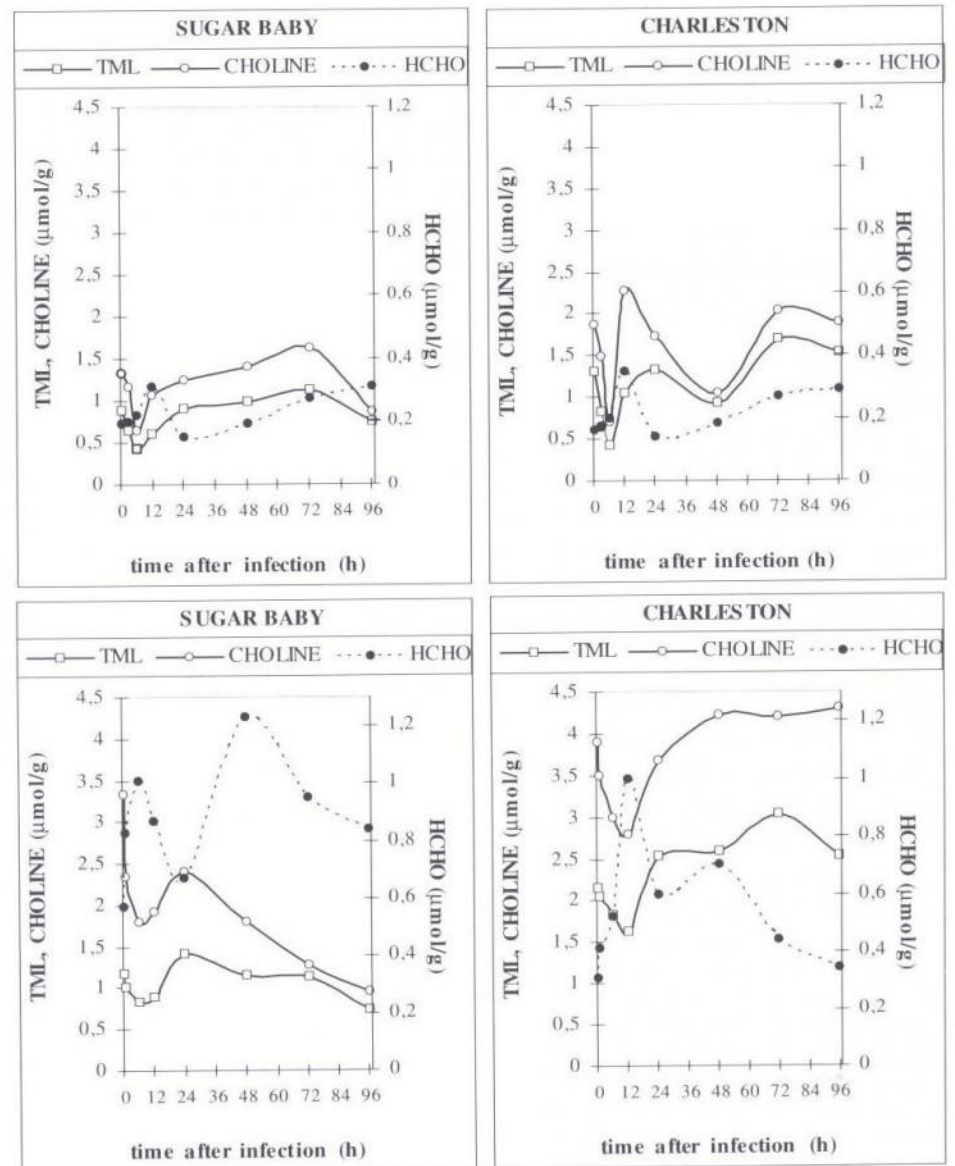 SUGAR BABY
TML CHOLINE HCHO
TML, CHOLINE (µmol/g)
4,5
4
3,5
3
2,5
2
1,5
1
0,5
0
1,2
1
0,8
0,6
0,4
0,2
0
HCHO (µmol/g)
0 12 24 36 48 60 72 84 96
time after infection (h)
CHARLESTON
TML CHOLINE HCHO
TML, CHOLINE (µmol/g)
4,5
4
3,5
3
2,5
2
1,5
1
0,5
0
1,2
1
0,8
0,6
0,4
0,2
0
HCHO (µmol/g)
0 12 24 36 48 60 72 84 96
time after infection (h)
SUGAR BABY
TML CHOLINE HCHO
TML, CHOLINE (µmol/g)
4,5
4
3,5
3
2,5
2
1,5
1
0,5
0
1,2
1
0,8
0,6
0,4
0,2
0
HCHO (µmol/g)
0 12 24 36 48 60 72 84 96
time after infection (h)
CHARLESTON
TML CHOLINE HCHO
TML, CHOLINE (µmol/g)
4,5
4
3,5
3
2,5
2
1,5
1
0,5
0
1,2
1
0,8
0,6
0,4
0,2
0
HCHO (µmol/g)
0 12 24 36 48 60 72 84 96
time after infection (h)